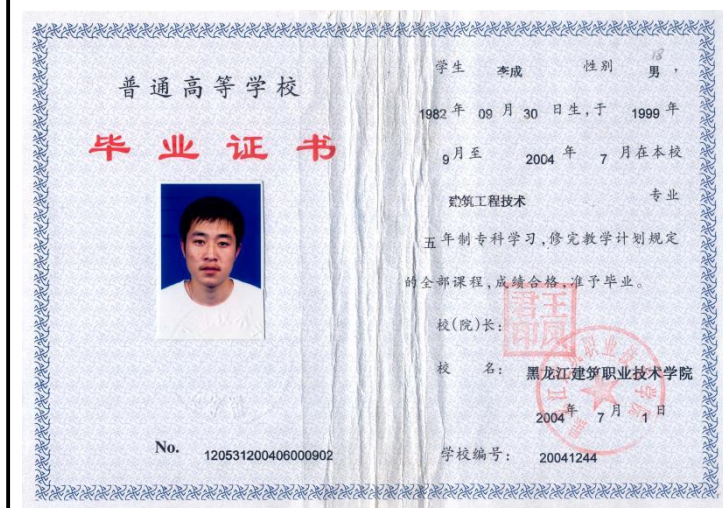 普通高等学校
毕业证书
No. 120531200406000902
18
学生 李成 性别 男，
1982 年 09 月 30 日生，于 1999 年
9 月至 2004 年 7 月在本校
建筑工程技术 专业
五 年制专科学习，修完教学计划规定
的全部课程，成绩合格，准予毕业。
校(院)长：
君王
印凤
校 名： 黑龙江建筑职业技术学院
2004 年 7 月 1 日
学校编号： 20041244